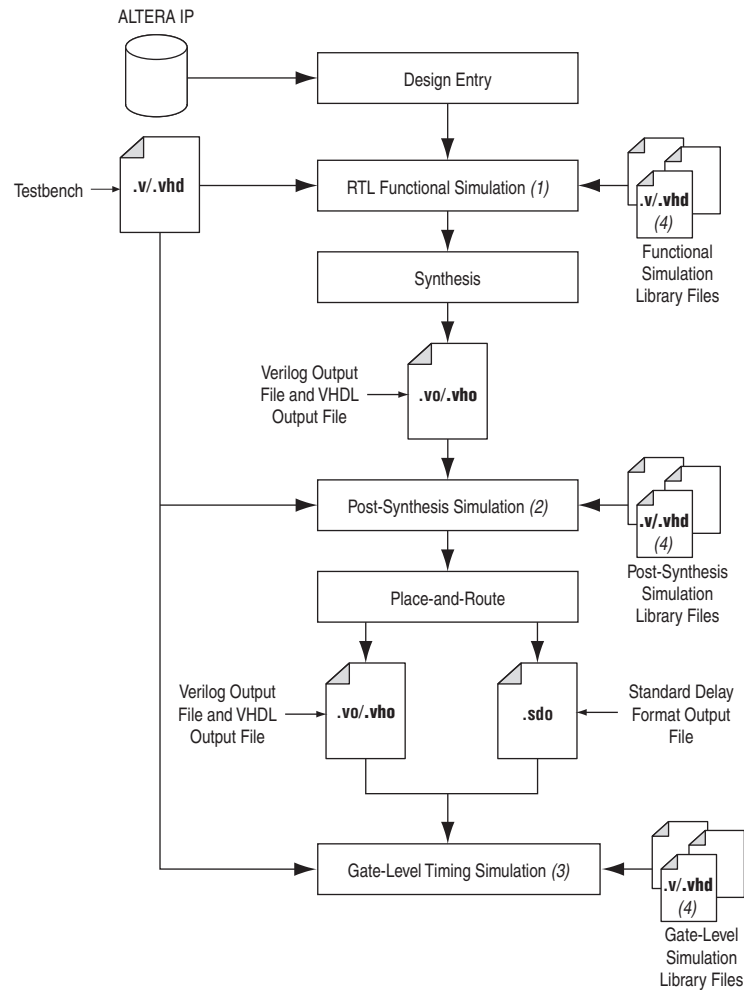 ALTERA IP
Design Entry
Testbench
.v/.vhd
RTL Functional Simulation (1)
.v/.vhd
(4)
Functional
Simulation
Library Files
Synthesis
Verilog Output
File and VHDL
Output File
.vo/.vho
Post-Synthesis Simulation (2)
.v/.vhd
(4)
Post-Synthesis
Simulation
Library Files
Place-and-Route
Verilog Output
File and VHDL
Output File
.vo/.vho
.sdo
Standard Delay
Format Output
File
Gate-Level Timing Simulation (3)
.v/.vhd
(4)
Gate-Level
Simulation
Library Files